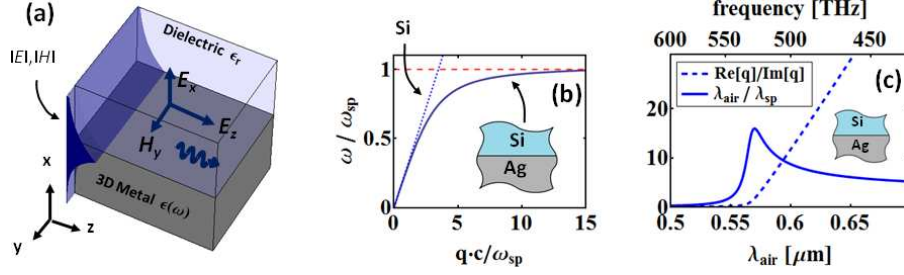 (a)
|E|,|H|
Dielectric ϵr
Ex
Ez
Hy
3D Metal ϵ(ω)
x
y
z
Si
1
0.5
0
ω / ωsp
(b)
Si
Ag
0
5
10
15
q·c/ωsp
frequency [THz]
600
550
500
450
Re[q]/Im[q]
λair / λsp
(c)
20
10
0
Si
Ag
0.5
0.55
0.6
0.65
λair [μm]